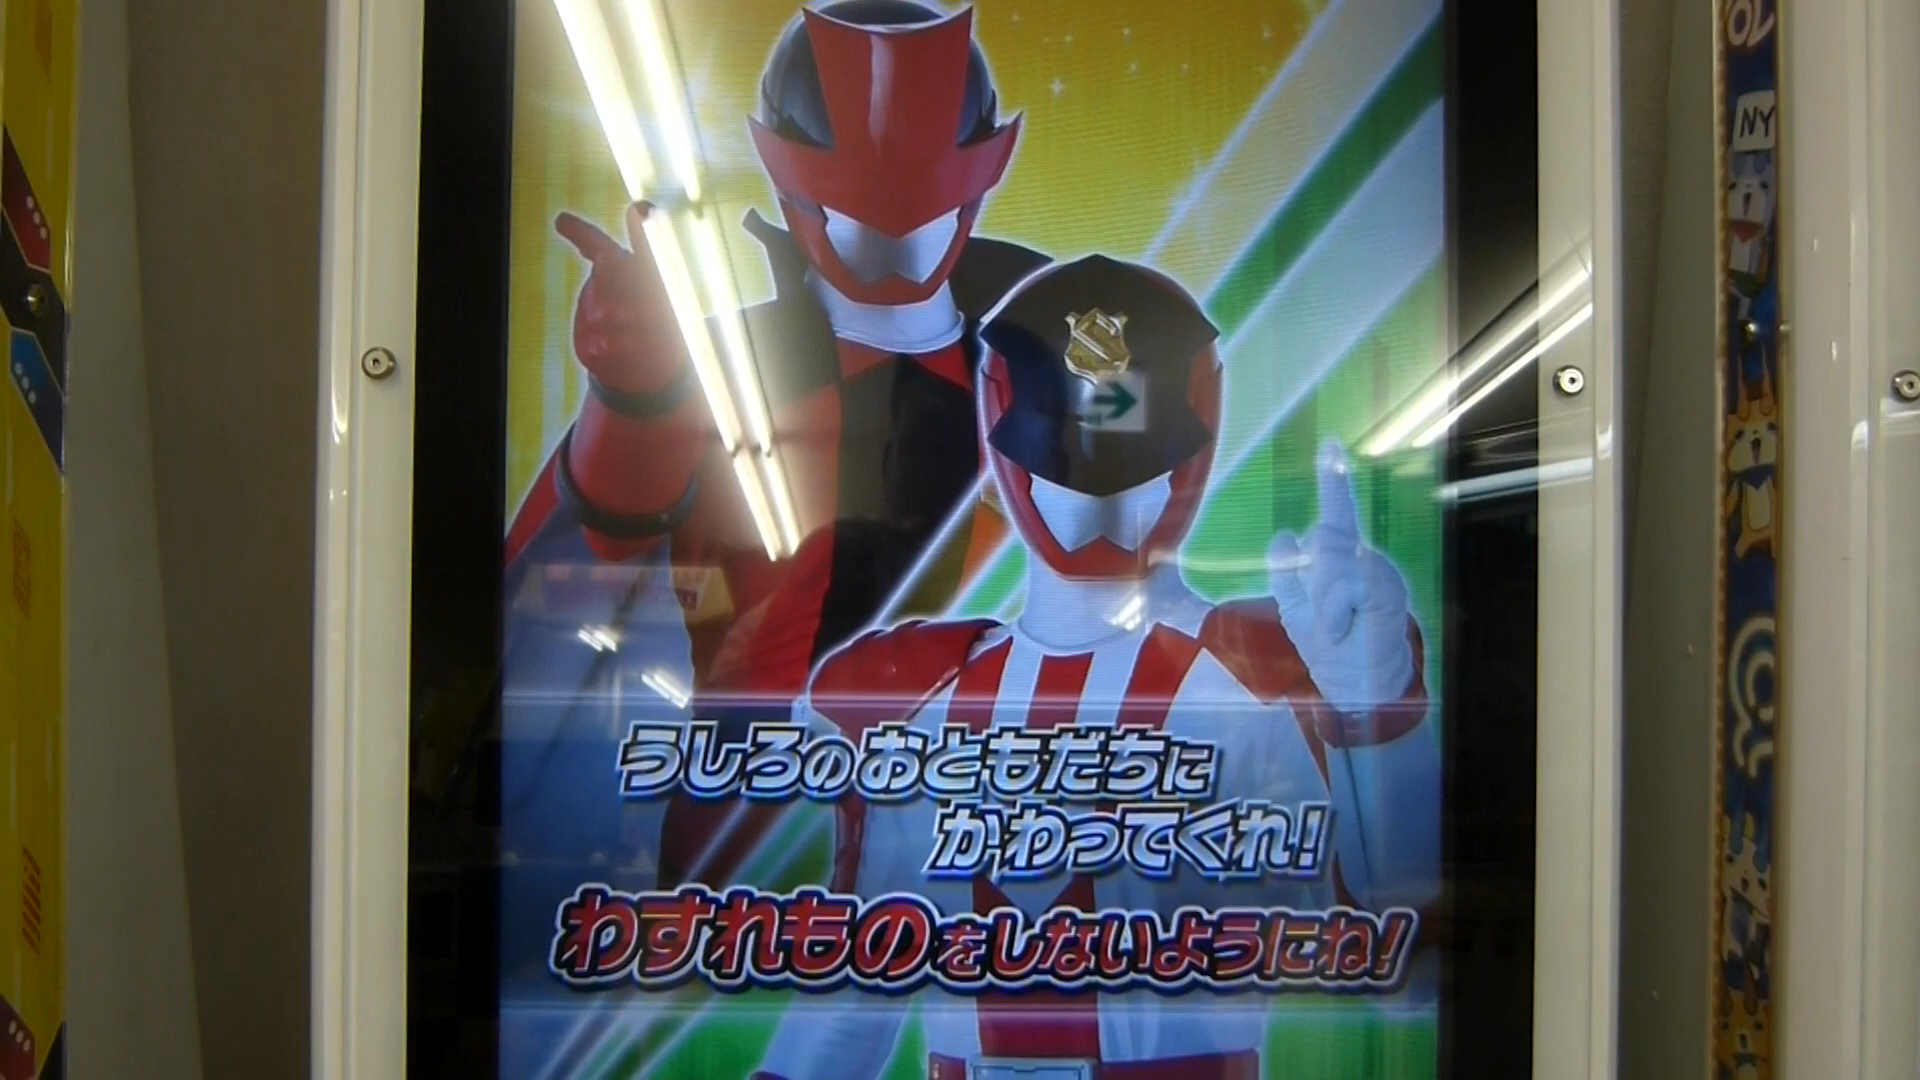 うしろのおともだちに
かわってくれ！
わすれものをしないようにね！
NY